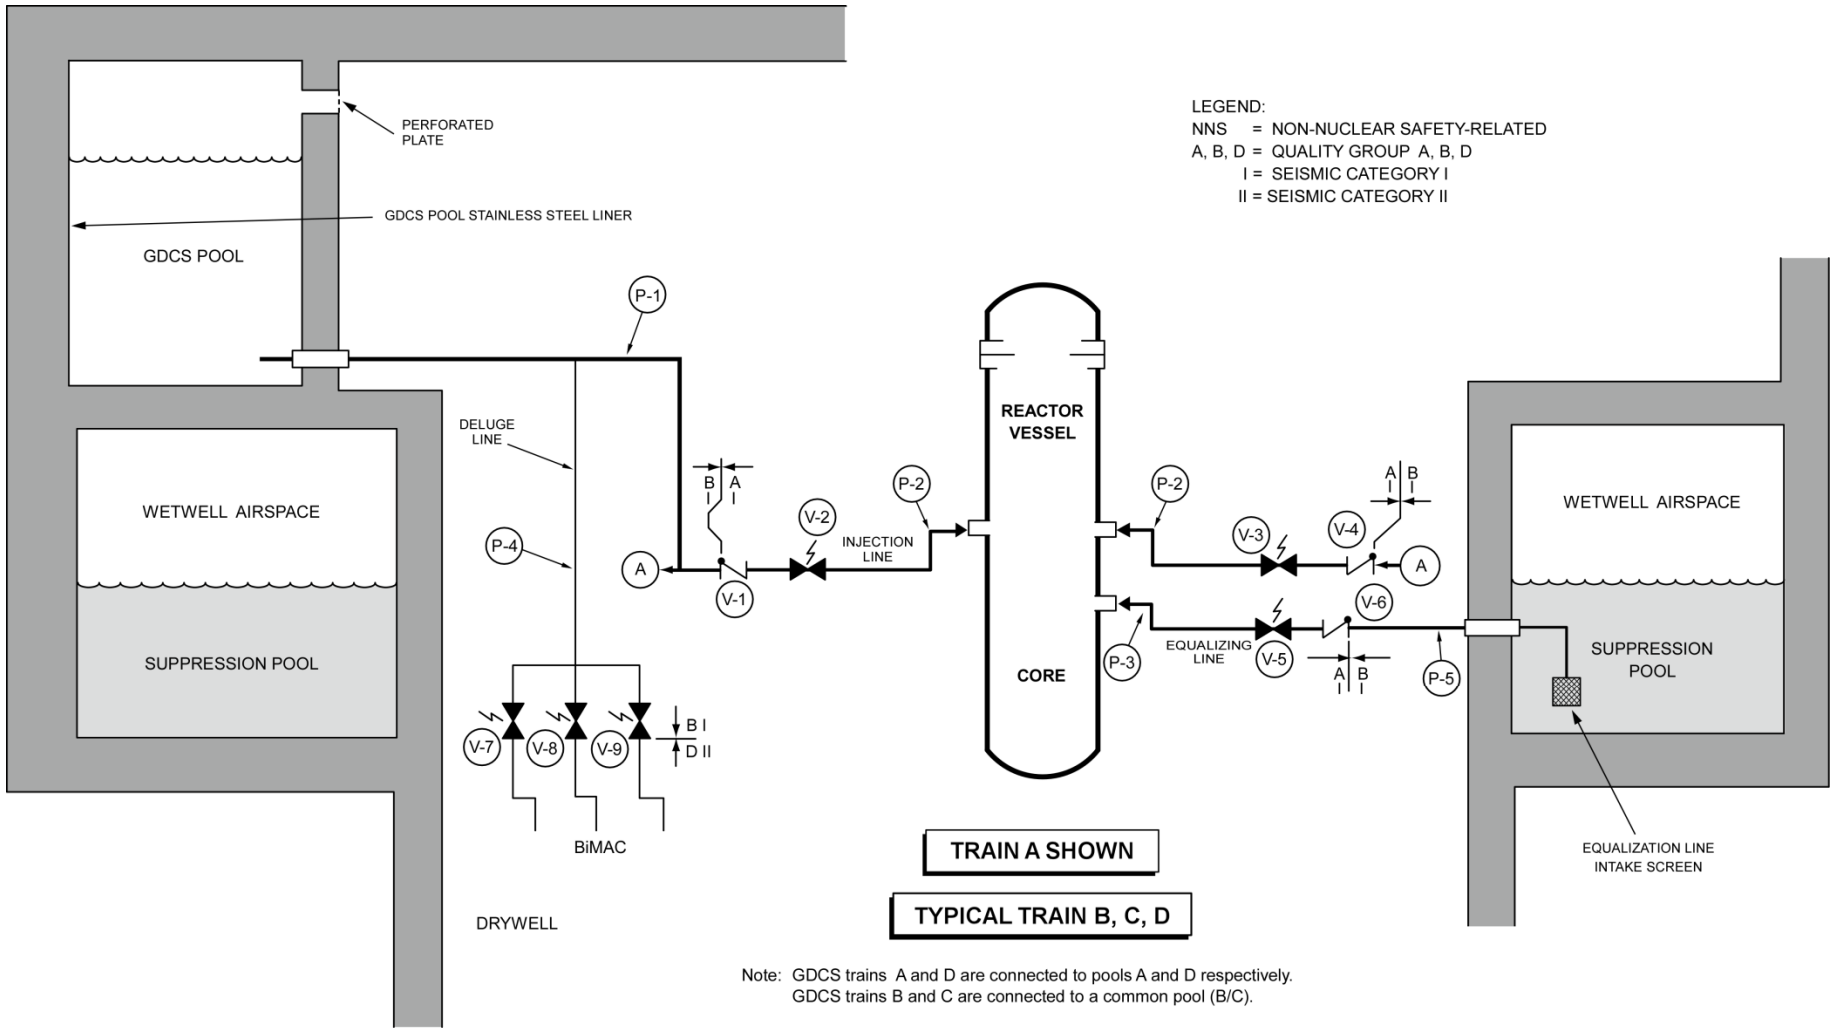 PERFORATED
PLATE
GDCS POOL STAINLESS STEEL LINER
GDCS POOL
LEGEND:
NNS = NON-NUCLEAR SAFETY-RELATED
A, B, D = QUALITY GROUP A, B, D
I = SEISMIC CATEGORY I
II = SEISMIC CATEGORY II
P-1
REACTOR
VESSEL
DELUGE
LINE
B A
I I
P-2
P-2
A B
I I
WETWELL AIRSPACE
WETWELL AIRSPACE
V-2
V-3
V-4
P-4
INJECTION
LINE
A
A
V-1
V-6
EQUALIZING
LINE
V-5
P-3
A B
I I
P-5
SUPPRESSION POOL
CORE
SUPPRESSION
POOL
V-7
V-8
V-9
B I
D II
BiMAC
TRAIN A SHOWN
EQUALIZATION LINE
INTAKE SCREEN
TYPICAL TRAIN B, C, D
DRYWELL
Note: GDCS trains A and D are connected to pools A and D respectively.
GDCS trains B and C are connected to a common pool (B/C).